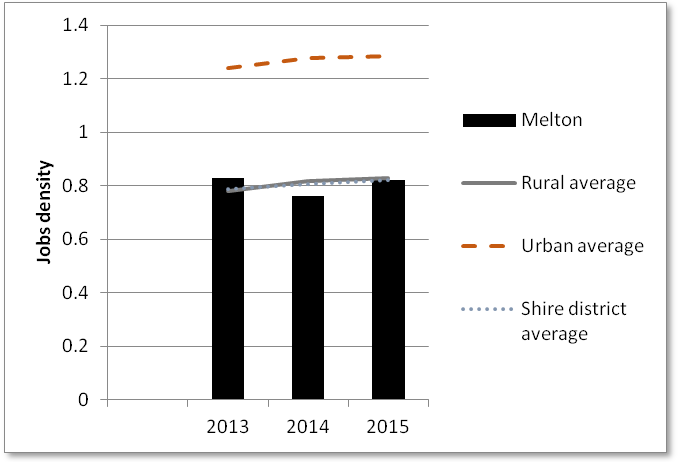 1.4
1.2
1
0.8
0.6
0.4
0.2
0
Jobs density
2013 2014 2015
Melton
Rural average
Urban average
Shire district
average